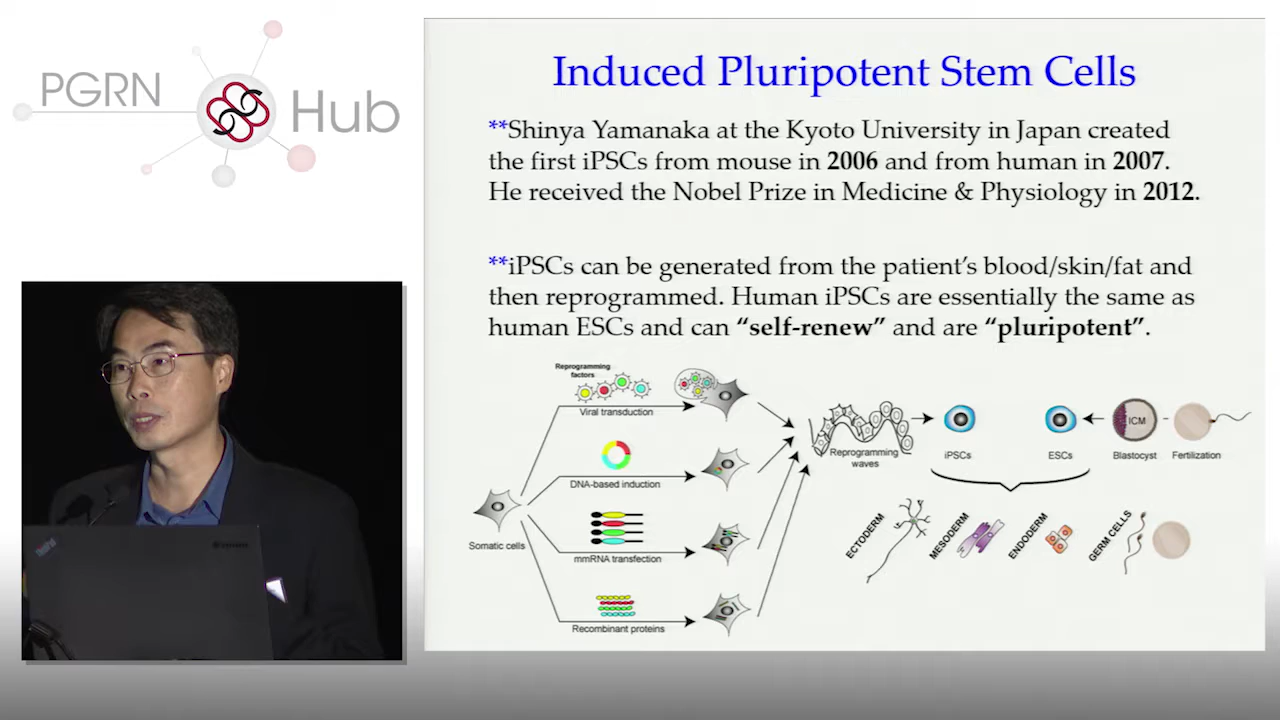 PGRN
Hub
Induced Pluripotent Stem Cells
**Shinya Yamanaka at the Kyoto University in Japan created
the first iPSCs from mouse in 2006 and from human in 2007.
He received the Nobel Prize in Medicine & Physiology in 2012.
**iPSCs can be generated from the patient's blood/skin/fat and
then reprogrammed. Human iPSCs are essentially the same as
human ESCs and can “self-renew” and are “pluripotent”.
Reprogramming
factors
Viral transduction
DNA-based induction
mmRNA transfection
Recombinant proteins
Somatic cells
Reprogramming
waves
iPSCs
ESCs
ICM
Blastocyst
Fertilization
ECTODERM
MESODERM
ENDODERM
GERM CELLS